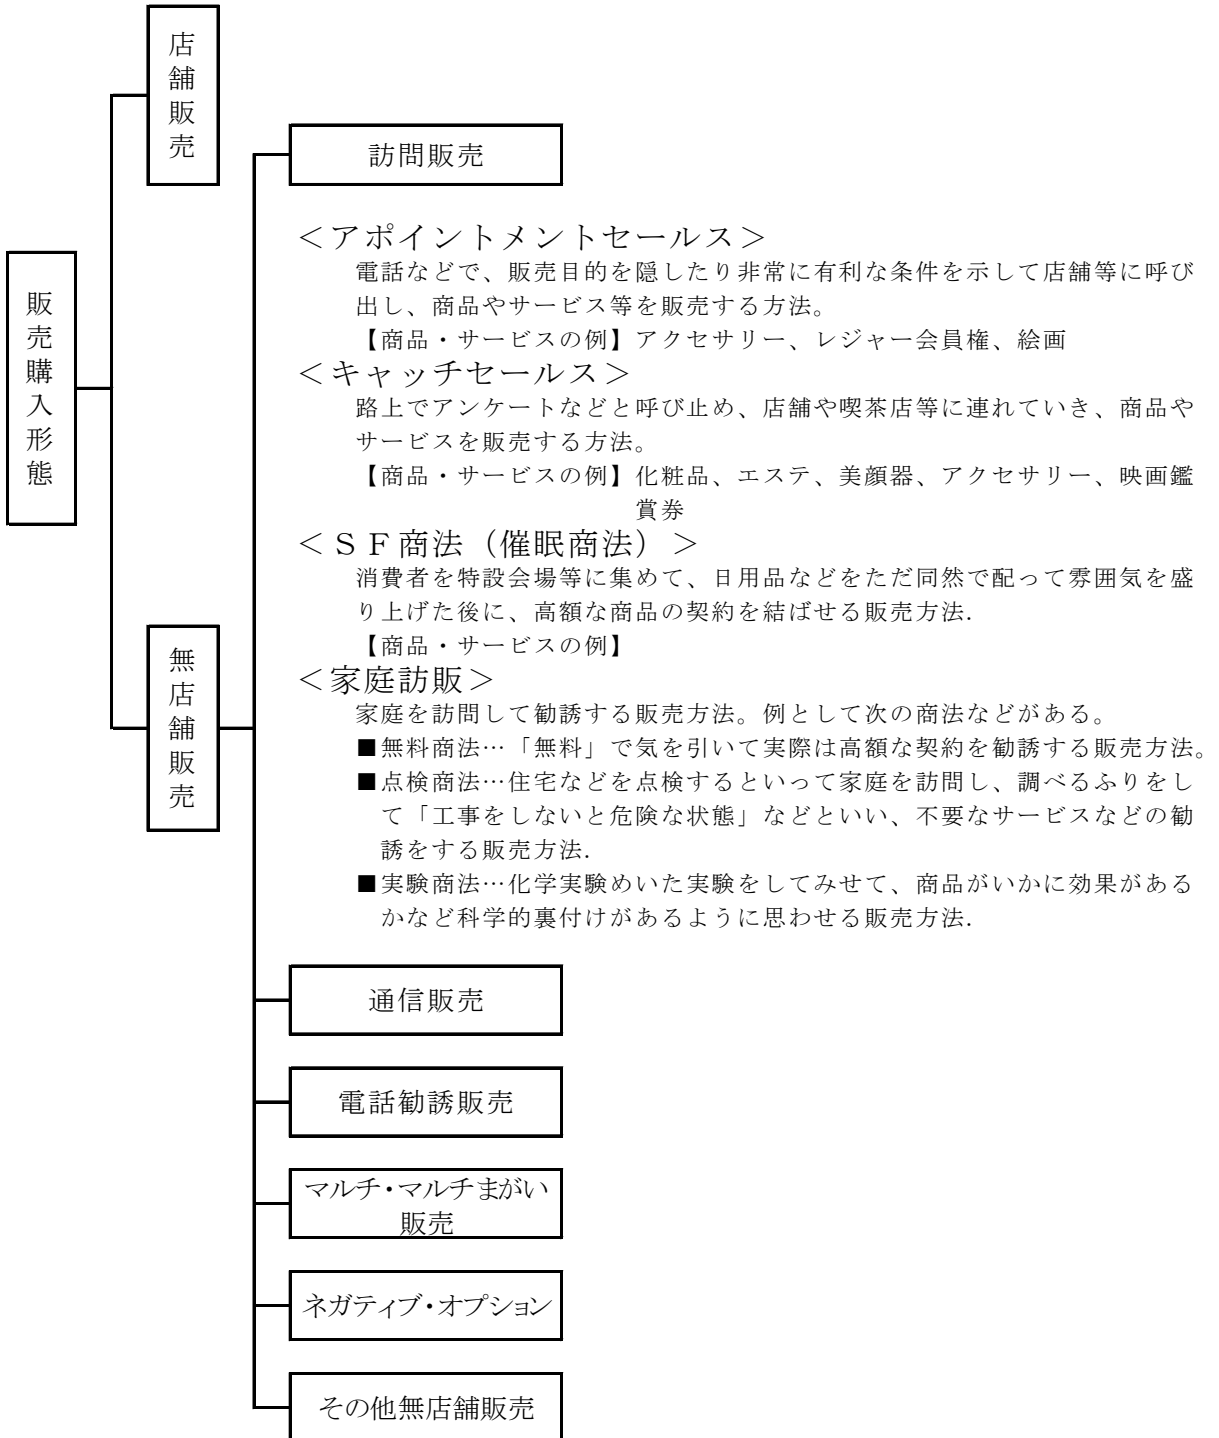 店舗販売
訪問販売
＜アポイントメントセールス＞
電話などで、販売目的を隠したり非常に有利な条件を示して店舗等に呼び
出し、商品やサービス等を販売する方法。
【商品・サービスの例】アクセサリー、レジャー会員権、絵画
＜キャッチセールス＞
路上でアンケートなどと呼び止め、店舗や喫茶店等に連れていき、商品や
サービスを販売する方法。
【商品・サービスの例】化粧品、エステ、美顔器、アクセサリー、映画鑑
賞券
＜ＳＦ商法（催眠商法）＞
消費者を特設会場等に集めて、日用品などをただ同然で配って雰囲気を盛
り上げた後に、高額な商品の契約を結ばせる販売方法.
【商品・サービスの例】
＜家庭訪販＞
家庭を訪問して勧誘する販売方法。例として次の商法などがある。
■無料商法…「無料」で気を引いて実際は高額な契約を勧誘する販売方法。
■点検商法…住宅などを点検するといって家庭を訪問し、調べるふりをし
て「工事をしないと危険な状態」などといい、不要なサービスなどの勧
誘をする販売方法.
■実験商法…化学実験めいた実験をしてみせて、商品がいかに効果がある
かなど科学的裏付けがあるように思わせる販売方法.
販売購入形態
無店舗販売
通信販売
電話勧誘販売
マルチ・マルチまがい
販売
ネガティブ・オプション
その他無店舗販売